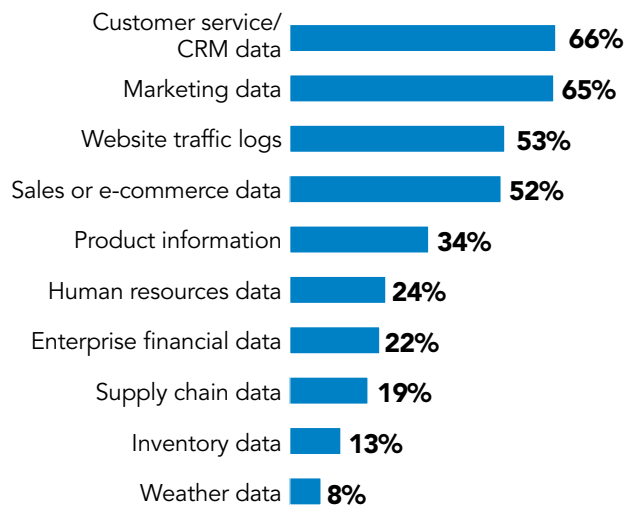 Customer service/
CRM data
66%
Marketing data
65%
Website traffic logs
53%
Sales or e-commerce data
52%
Product information
34%
Human resources data
24%
Enterprise financial data
22%
Supply chain data
19%
Inventory data
13%
Weather data
8%